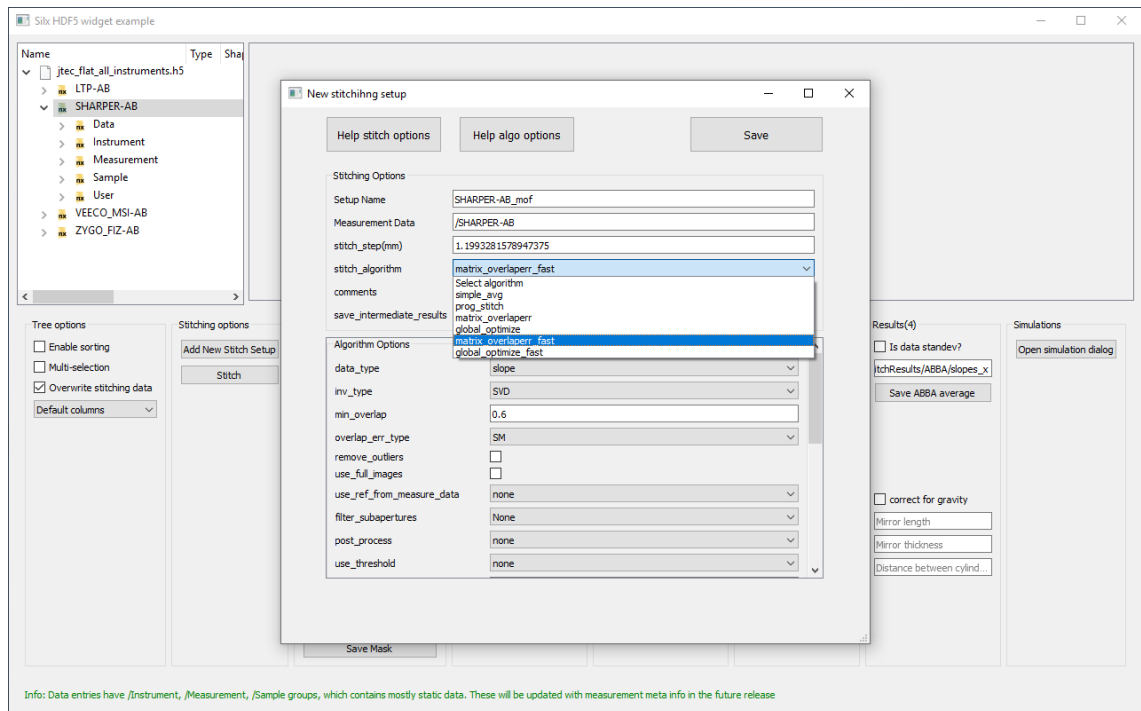 Silx HDF5 widget example
Name Type Shap
jtec_flat_all_instruments.h5
LTP-AB
SHARPER-AB
Data
Instrument
Measurement
Sample
User
VEECO_MSI-AB
ZYGO_FIZ-AB
New stitchihng setup
Help stitch options Help algo options Save
Stitching Options
Setup Name SHARPER-AB_mof
Measurement Data /SHARPER-AB
stitch_step(mm) 1.1993281578947375
stitch_algorithm matrix_overlaperr_fast
Select algorithm
comments simple_avg
prog_stitch
save_intermediate_results matrix_overlaperr
global_optimize
matrix_overlaperr_fast
global_optimize_fast
Algorithm Options
data_type slope
inv_type SVD
min_overlap 0.6
overlap_err_type SM
remove_outliers
use_full_images
use_ref_from_measure_data none
filter_subapertures None
post_process none
use_threshold none
Tree options
Enable sorting
Multi-selection
Overwrite stitching data
Default columns
Stitching options
Add New Stitch Setup
Stitch
Save Mask
Results(4)
Is data standev?
itchResults/ABBA/slopes_x
Save ABBA average
correct for gravity
Mirror length
Mirror thickness
Distance between cylind...
Simulations
Open simulation dialog
Info: Data entries have /Instrument, /Measurement, /Sample groups, which contains mostly static data. These will be updated with measurement meta info in the future release